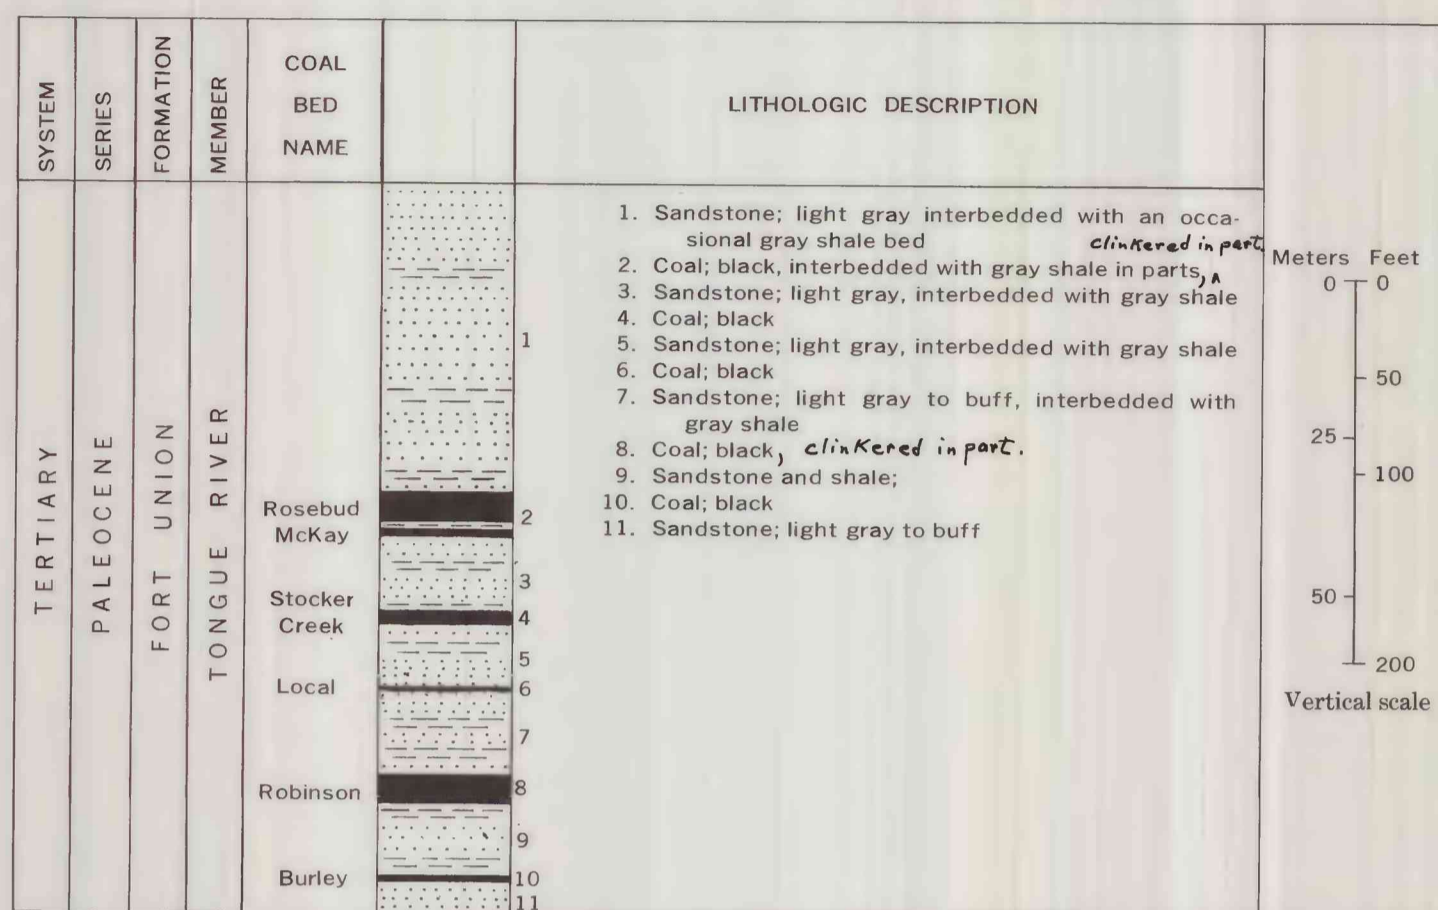 SYSTEM
SERIES
FORMATION
MEMBER
COAL
BED
NAME
LITHOLOGIC DESCRIPTION
TERTIARY
PALEOCENE
FORT UNION
TONGUE RIVER
Rosebud
McKay
Stocker
Creek
Local
Robinson
Burley
1
2
3
4
5
6
7
8
9
10
11
1. Sandstone; light gray interbedded with an occa-
sional gray shale bed
clinkered in part.
2. Coal; black, interbedded with gray shale in parts, ^
3. Sandstone; light gray, interbedded with gray shale
4. Coal; black
5. Sandstone; light gray, interbedded with gray shale
6. Coal; black
7. Sandstone; light gray to buff, interbedded with
gray shale
8. Coal; black, clinkered in part.
9. Sandstone and shale;
10. Coal; black
11. Sandstone; light gray to buff
Meters Feet
0 0
50
25
100
50
200
Vertical scale